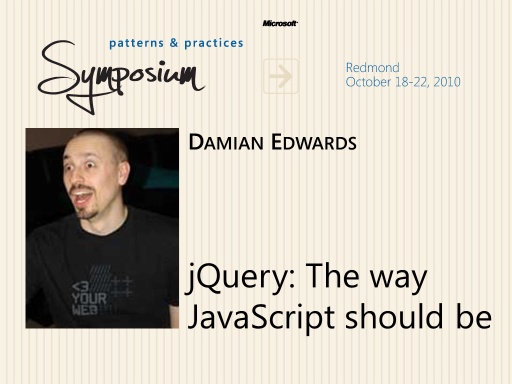 Microsoft
patterns & practices
Symposium
Redmond
October 18-22, 2010
DAMIAN EDWARDS
<3
YOUR
WEB
jQuery: The way
JavaScript should be